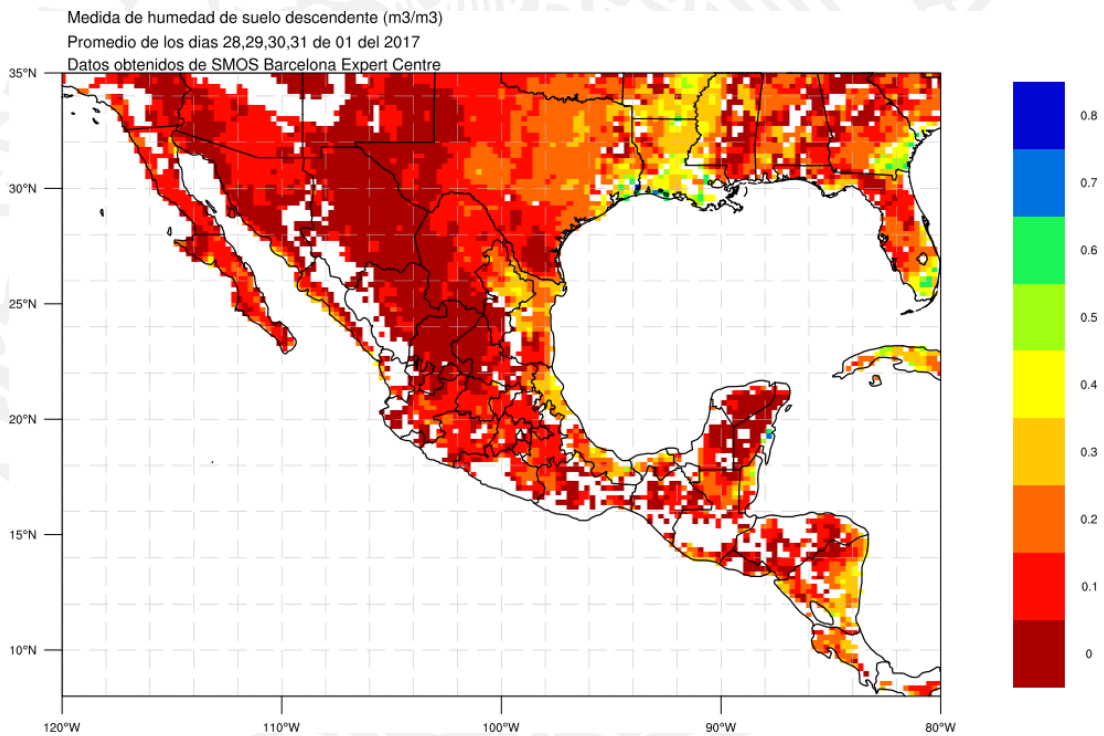 Medida de humedad de suelo descendente (m3/m3)
Promedio de los dias 28,29,30,31 de 01 del 2017
Datos obtenidos de SMOS Barcelona Expert Centre
35°N
30°N
25°N
20°N
15°N
10°N
120°W 110°W 100°W 90°W 80°W
0.8
0.7
0.6
0.5
0.4
0.3
0.2
0.1
0